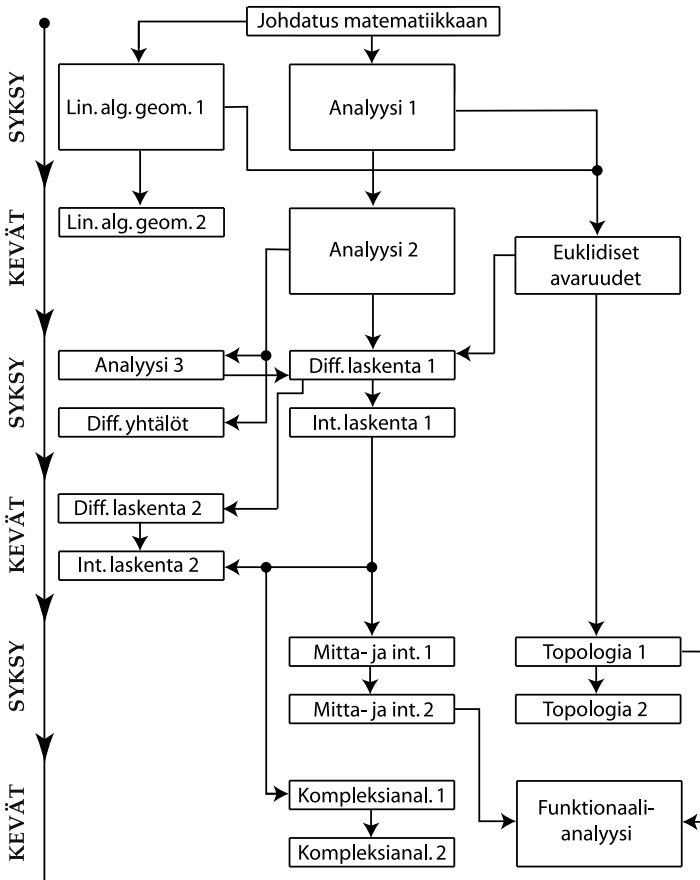 Johdatus matematiikkaan
SYKSY
Lin. alg. geom. 1
Analyysi 1
KEVÄT
Lin. alg. geom. 2
Analyysi 2
Euklidiset
avaruudet
SYKSY
Analyysi 3
Diff. laskenta 1
Diff. yhtälöt
Int. laskenta 1
KEVÄT
Diff. laskenta 2
Int. laskenta 2
SYKSY
Mitta- ja int. 1
Topologia 1
Mitta- ja int. 2
Topologia 2
KEVÄT
Kompleksianal. 1
Kompleksianal. 2
Funktionaali-
analyysi